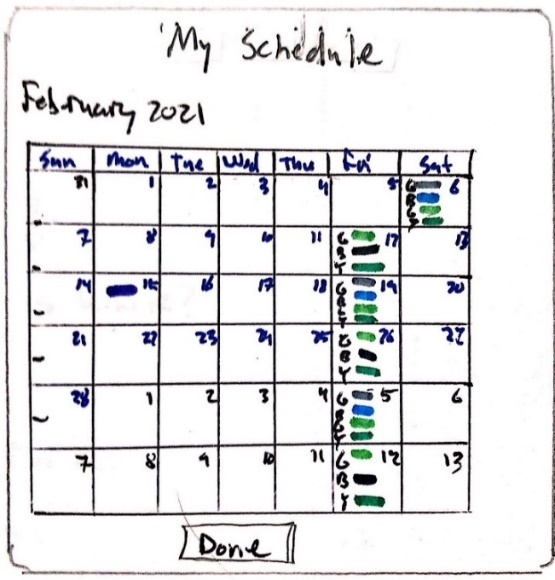 My Schedule
February 2021
Sun Mon Tue Wed Thu Fri Sat
31 1 2 3 4 5 6
G
B
G
Y
7 8 9 10 11 12 13
G
B
Y
14 15 16 17 18 19 20
G
B
21 22 23 24 25 26 27
G
B
Y
28 1 2 3 4 5 6
G
B
7 8 9 10 11 12 13
G
B
Y
Done